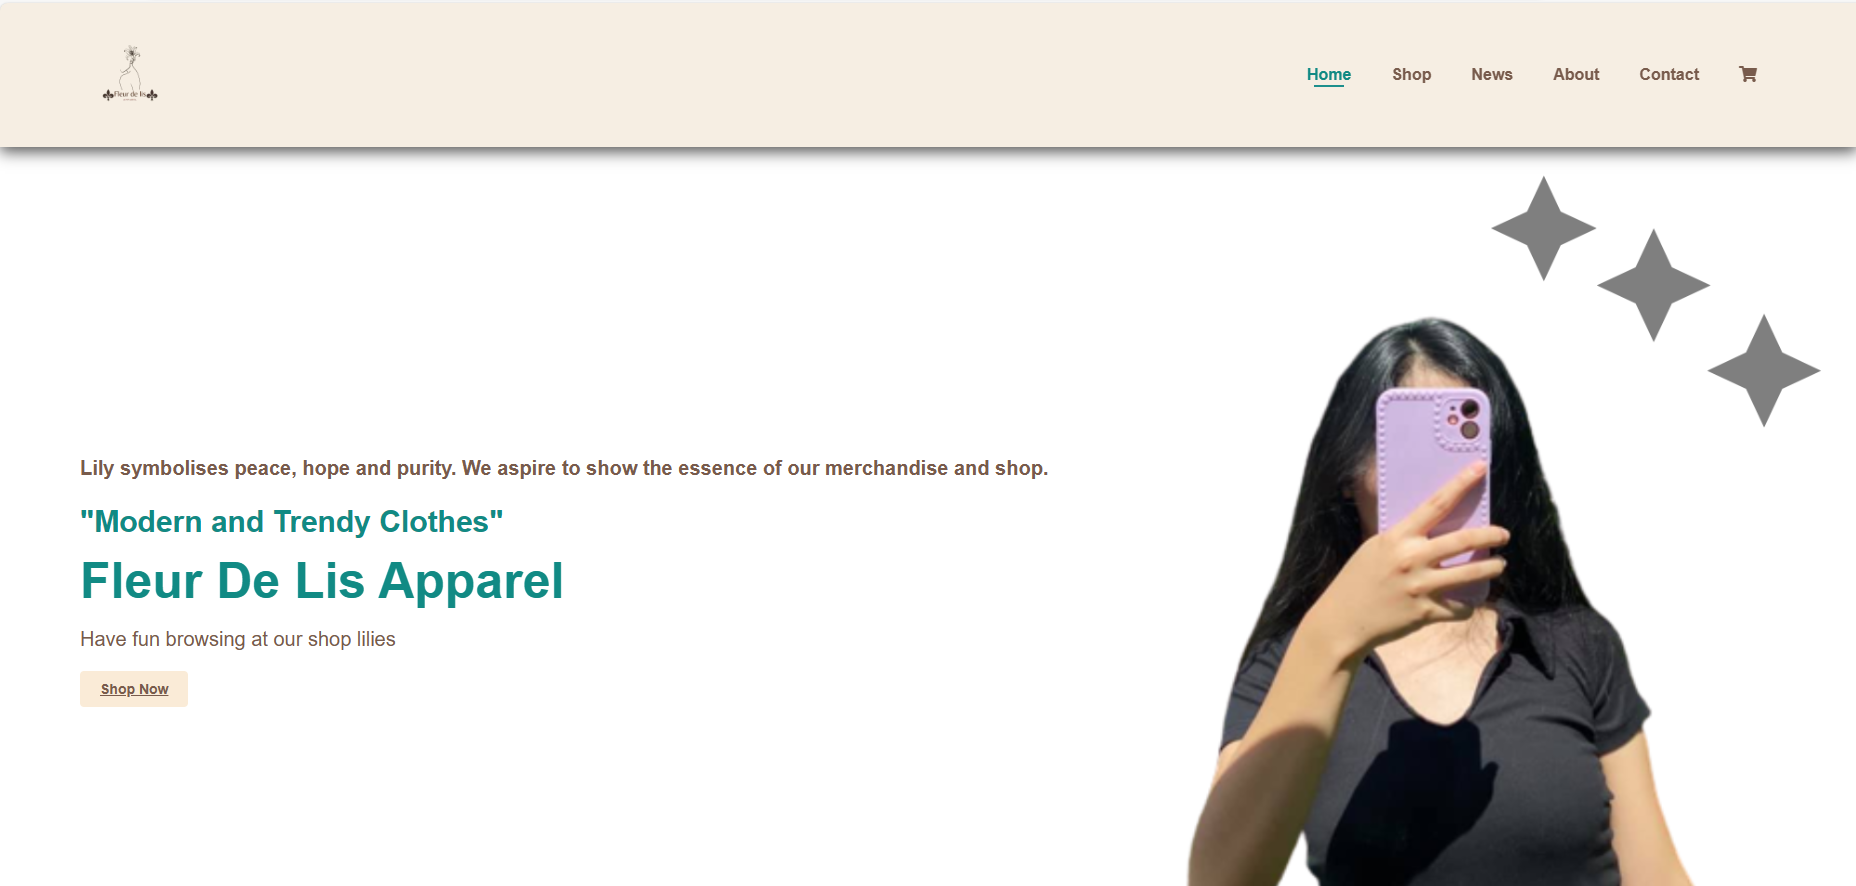 Fleur de lis
Home Shop News About Contact
Lily symbolises peace, hope and purity. We aspire to show the essence of our merchandise and shop.
"Modern and Trendy Clothes"
Fleur De Lis Apparel
Have fun browsing at our shop lilies
Shop Now